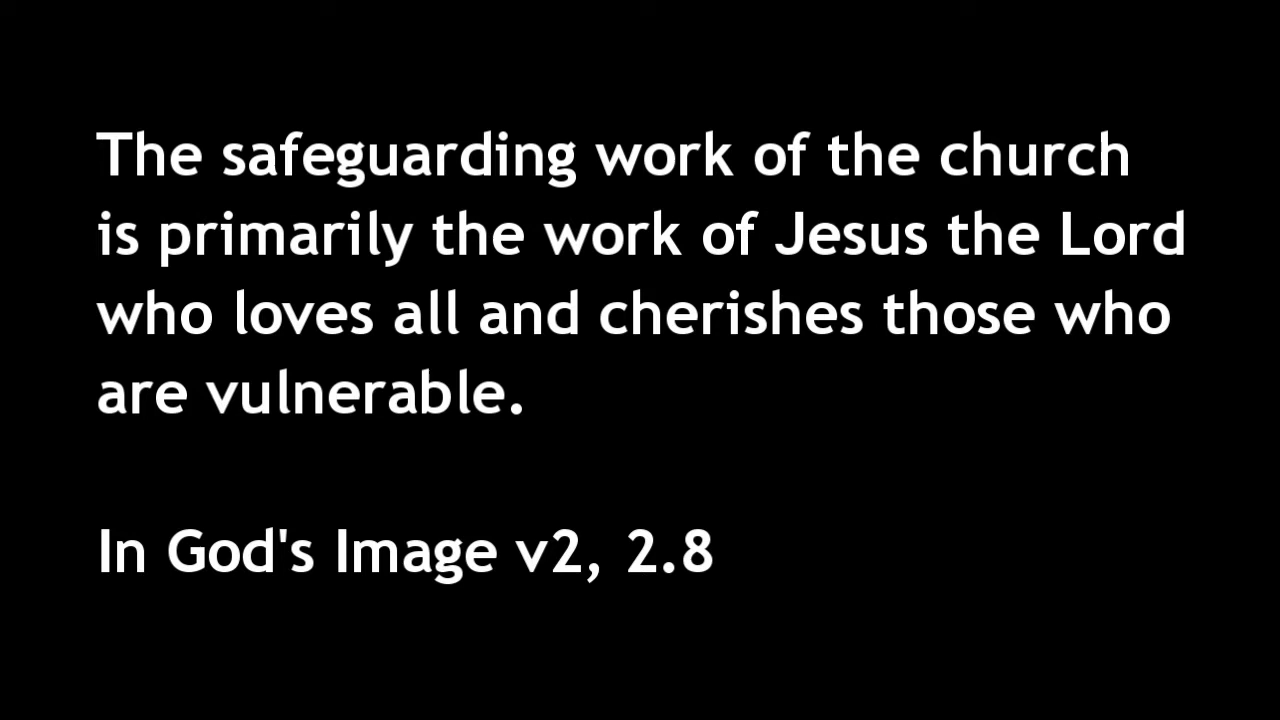 The safeguarding work of the church
is primarily the work of Jesus the Lord
who loves all and cherishes those who
are vulnerable.
In God's Image v2, 2.8